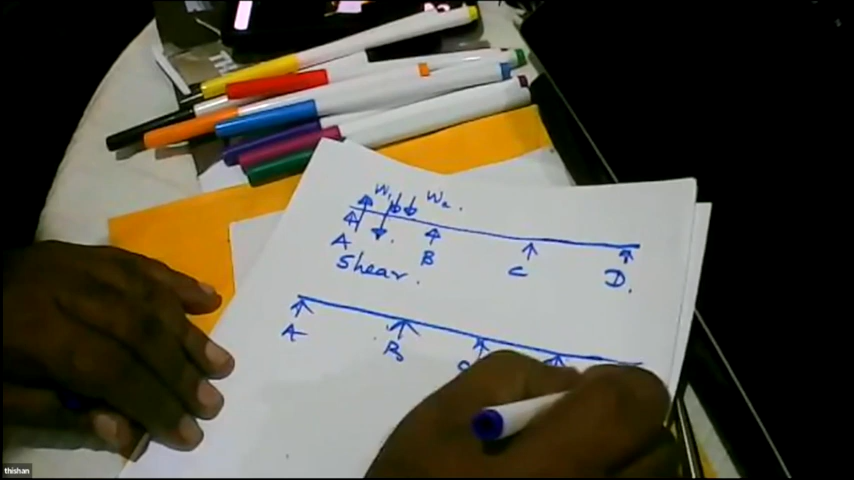 W₁ W₂.
A B C D.
Shear.
A B
thishan